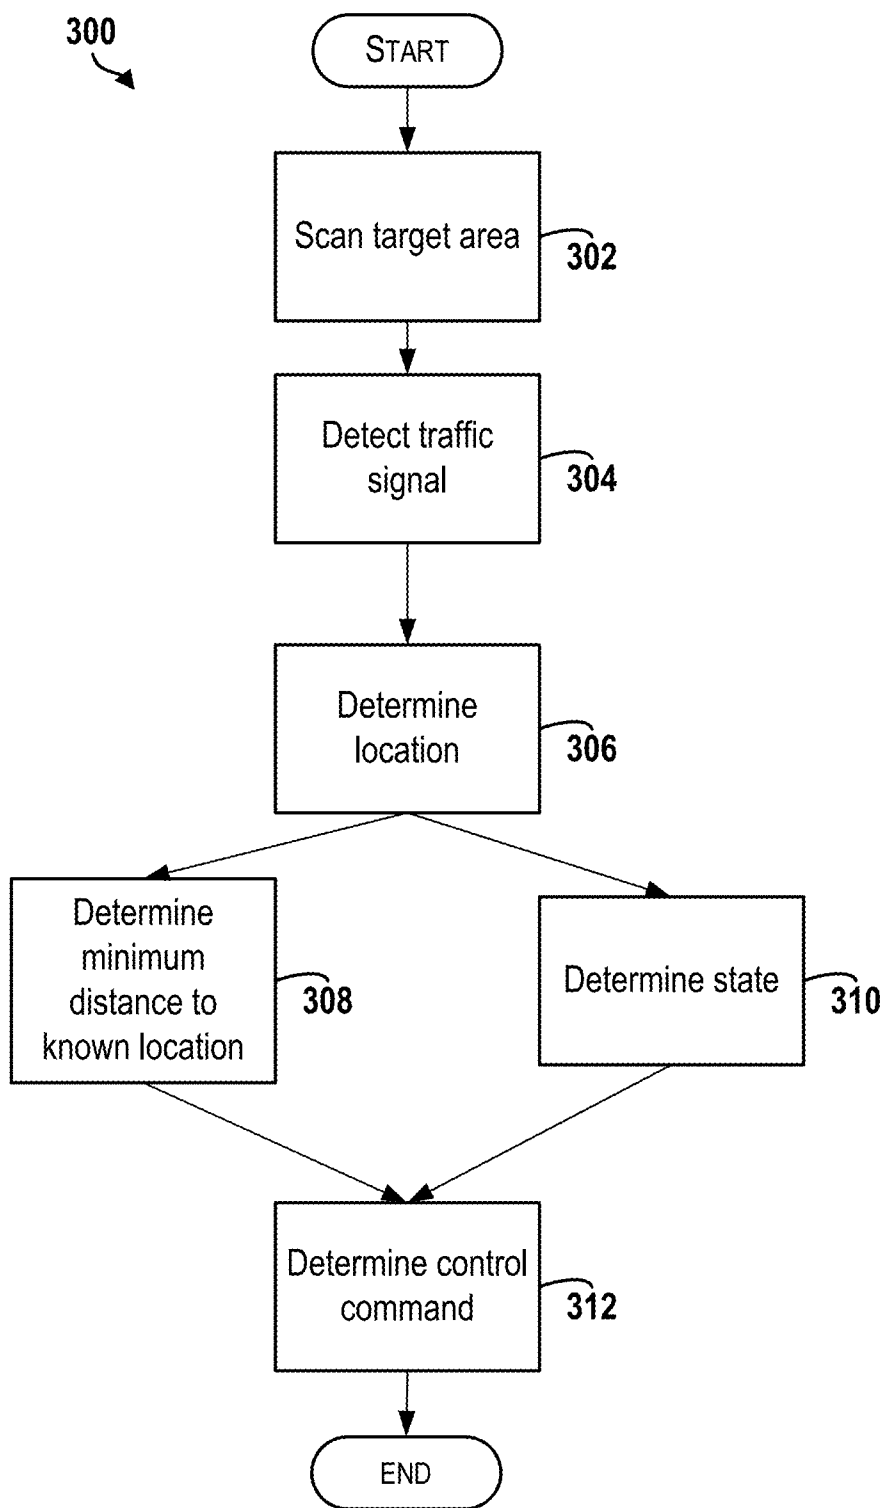 300
START
Scan target area
302
Detect traffic
signal
304
Determine
location
306
Determine
minimum
distance to
known location
308
Determine state
310
Determine control
command
312
END